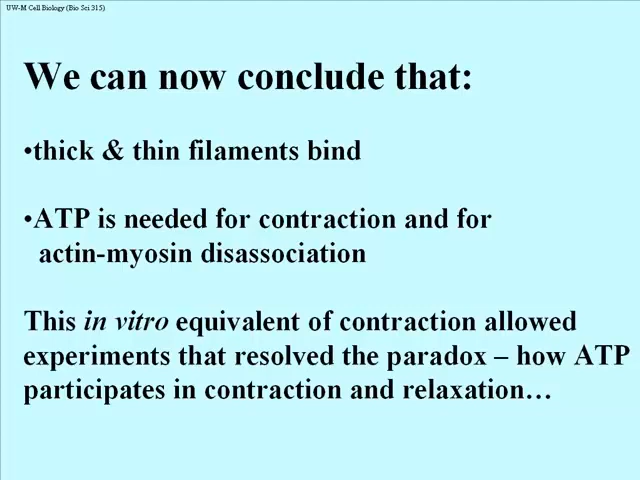 UW-M Cell Biology (Bio Sci 315)
We can now conclude that:
•thick & thin filaments bind
•ATP is needed for contraction and for
actin-myosin disassociation
This in vitro equivalent of contraction allowed
experiments that resolved the paradox – how ATP
participates in contraction and relaxation…